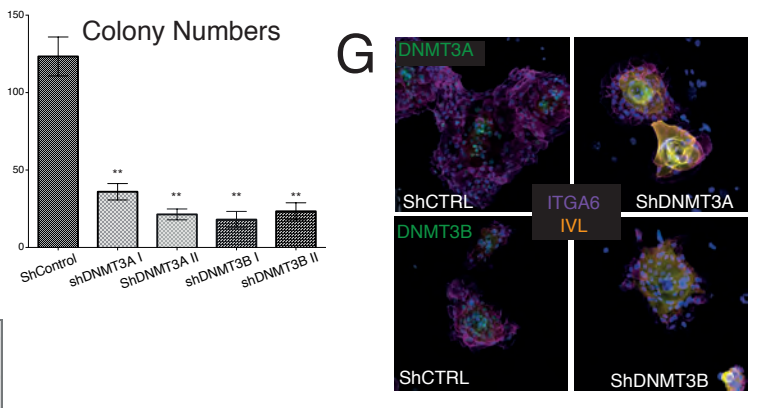 Colony Numbers
150
100
50
0
**
**
**
**
ShControl
shDNMT3A I
ShDNMT3A II
shDNMT3B I
shDNMT3B II
G
DNMT3A
ShCTRL
ShDNMT3A
ITGA6
IVL
DNMT3B
ShCTRL
ShDNMT3B